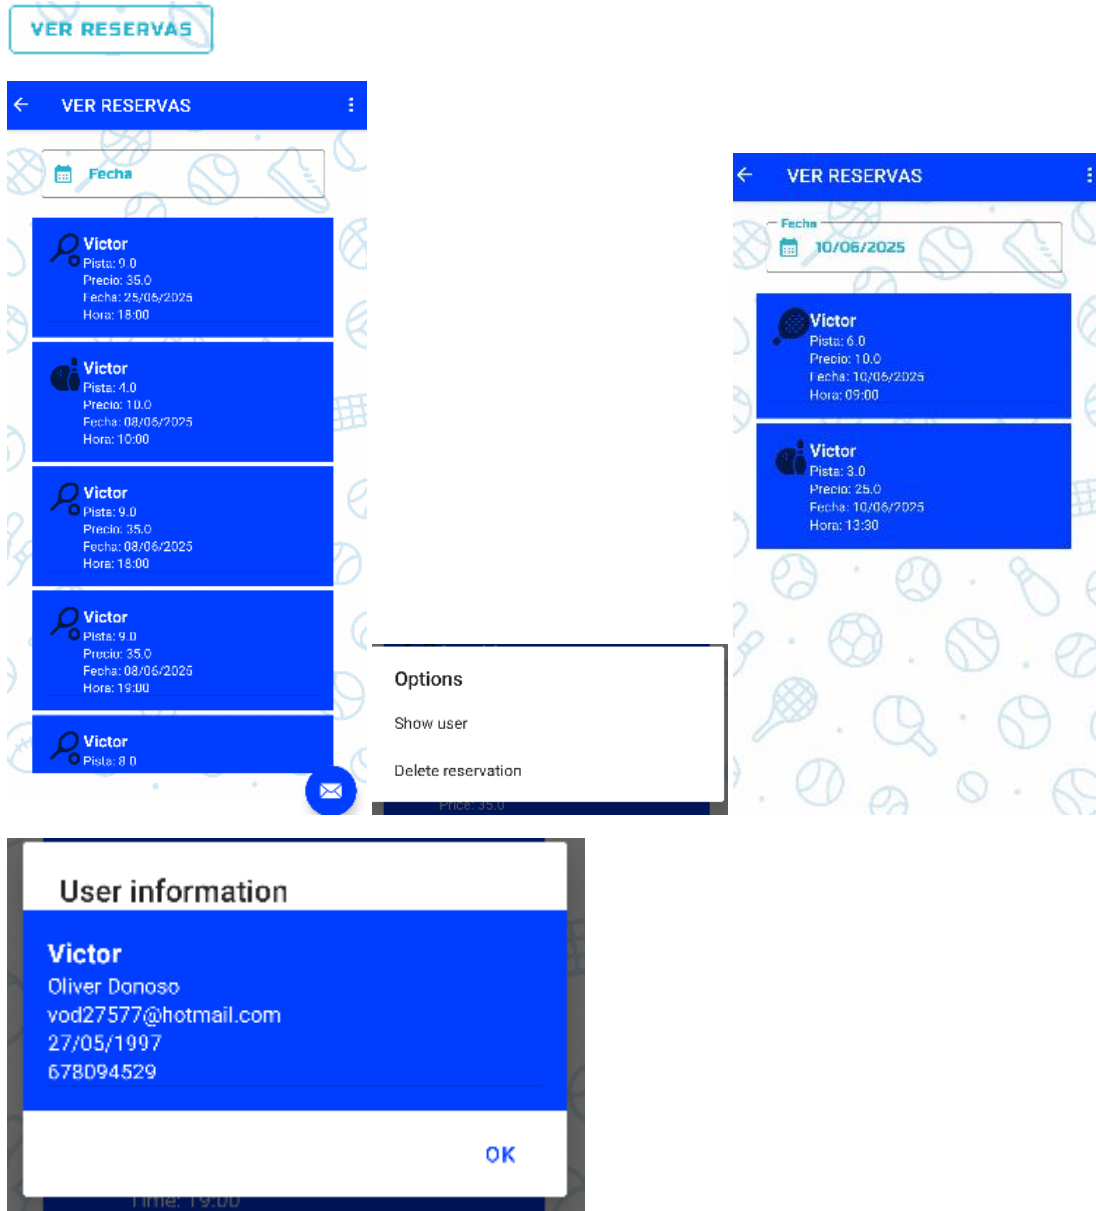 VER RESERVAS
VER RESERVAS
Fecha
Victor
Pista: 9.0
Precio: 35.0
Fecha: 25/06/2025
Hora: 18:00
Victor
Pista: 4.0
Precio: 10.0
Fecha: 08/06/2025
Hora: 10:00
Victor
Pista: 9.0
Precio: 35.0
Fecha: 08/06/2025
Hora: 18:00
Victor
Pista: 9.0
Precio: 35.0
Fecha: 08/06/2025
Hora: 19:00
Victor
Pista: 8.0
Options
Show user
Delete reservation
Price: 35.0
VER RESERVAS
Fecha
10/06/2025
Victor
Pista: 6.0
Precio: 10.0
Fecha: 10/06/2025
Hora: 09:00
Victor
Pista: 3.0
Precio: 25.0
Fecha: 10/06/2025
Hora: 13:30
User information
Victor
Oliver Donoso
vod27577@hotmail.com
27/05/1997
678094529
OK
Time: 19:00